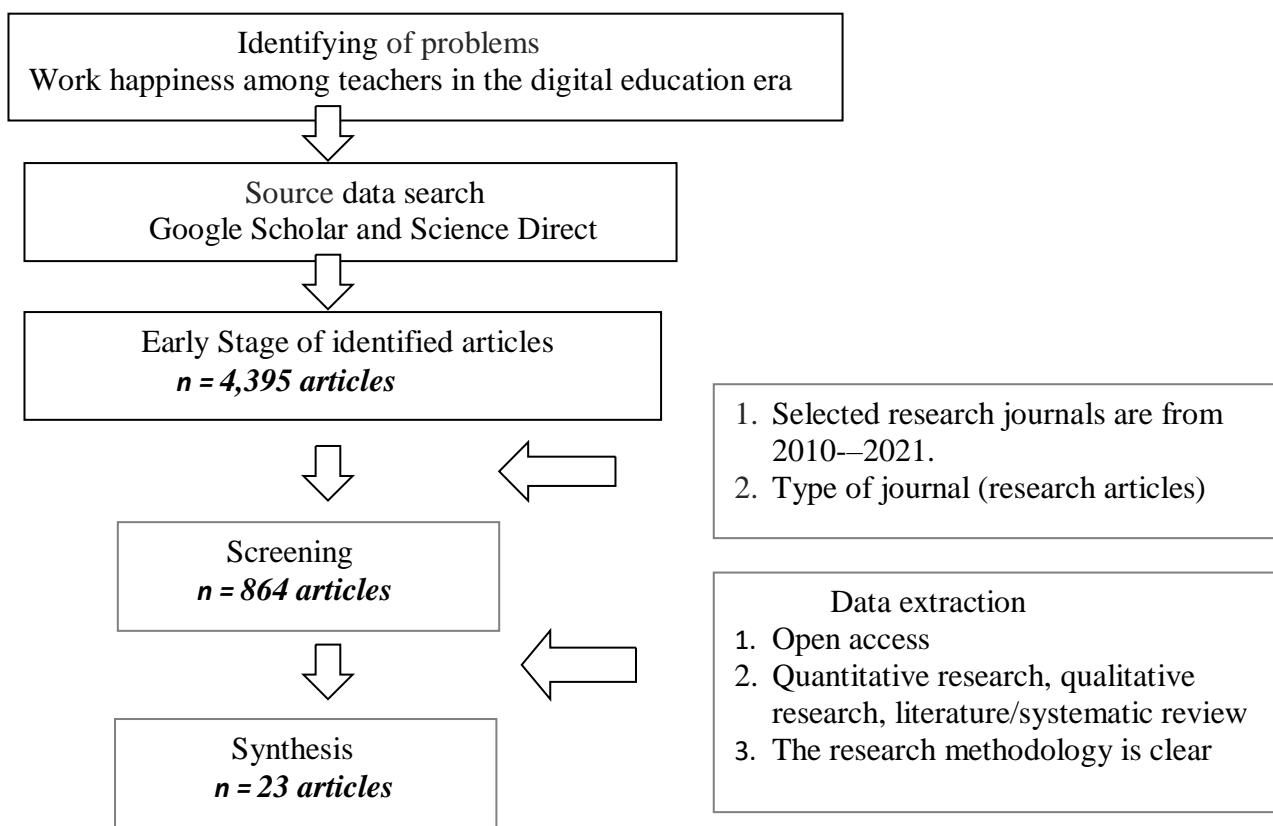 Identifying of problems
Work happiness among teachers in the digital education era
Source data search
Google Scholar and Science Direct
Early Stage of identified articles
n = 4,395 articles
1. Selected research journals are from
2010-–2021.
2. Type of journal (research articles)
Screening
n = 864 articles
Data extraction
1. Open access
2. Quantitative research, qualitative
research, literature/systematic review
3. The research methodology is clear
Synthesis
n = 23 articles